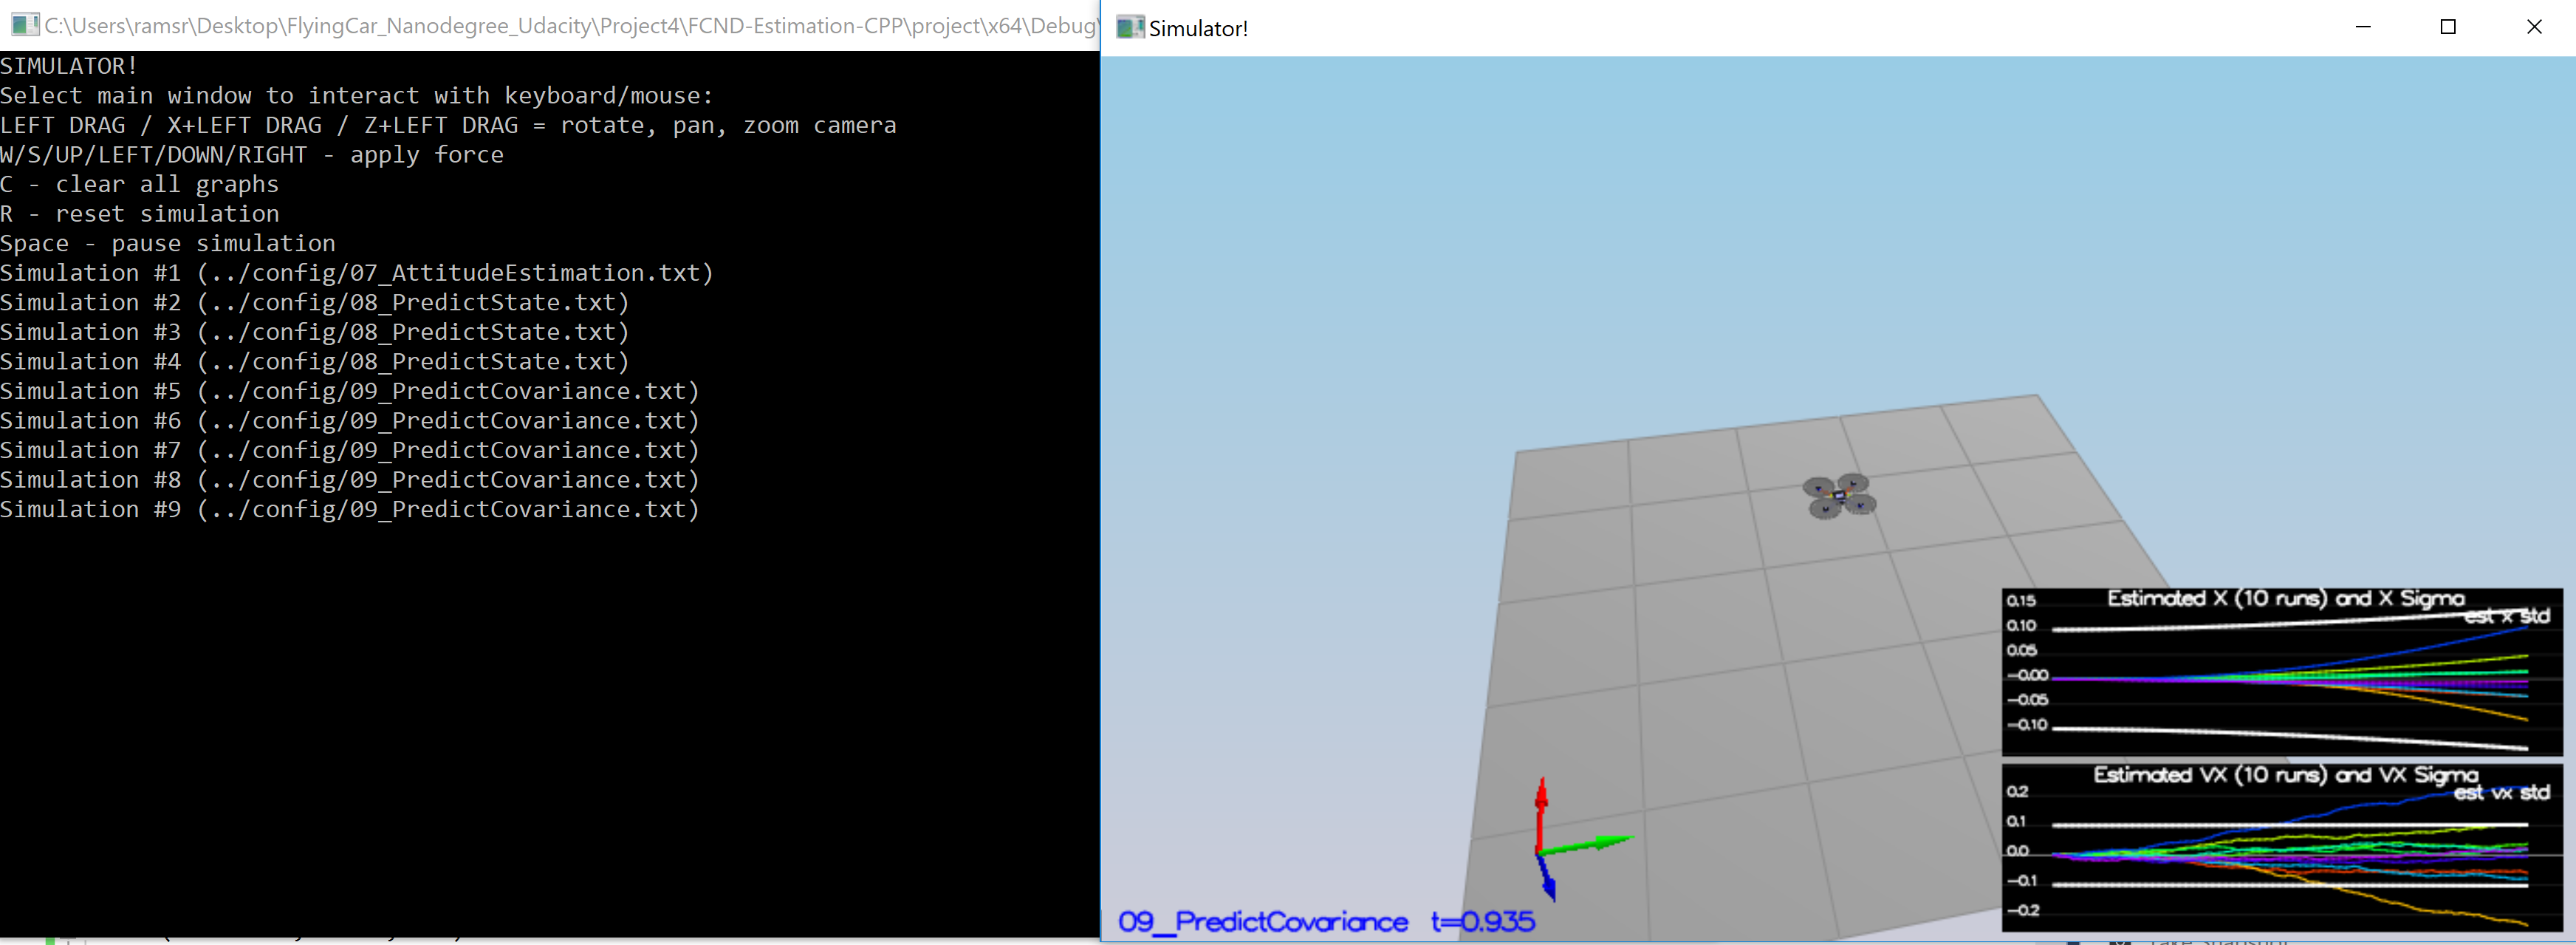 C:\Users\ramsr\Desktop\FlyingCar_Nanodegree_Udacity\Project4\FCND-Estimation-CPP\project\x64\Debug\
SIMULATOR!
Select main window to interact with keyboard/mouse:
LEFT DRAG / X+LEFT DRAG / Z+LEFT DRAG = rotate, pan, zoom camera
W/S/UP/LEFT/DOWN/RIGHT - apply force
C - clear all graphs
R - reset simulation
Space - pause simulation
Simulation #1 (../config/07_AttitudeEstimation.txt)
Simulation #2 (../config/08_PredictState.txt)
Simulation #3 (../config/08_PredictState.txt)
Simulation #4 (../config/08_PredictState.txt)
Simulation #5 (../config/09_PredictCovariance.txt)
Simulation #6 (../config/09_PredictCovariance.txt)
Simulation #7 (../config/09_PredictCovariance.txt)
Simulation #8 (../config/09_PredictCovariance.txt)
Simulation #9 (../config/09_PredictCovariance.txt)
Simulator!
Estimated X (10 runs) and X Sigma
est x std
0.15
0.10
0.05
-0.00
-0.05
-0.10
Estimated VX (10 runs) and VX Sigma
est vx std
0.2
0.1
0.0
-0.1
-0.2
09_PredictCovariance t=0.935